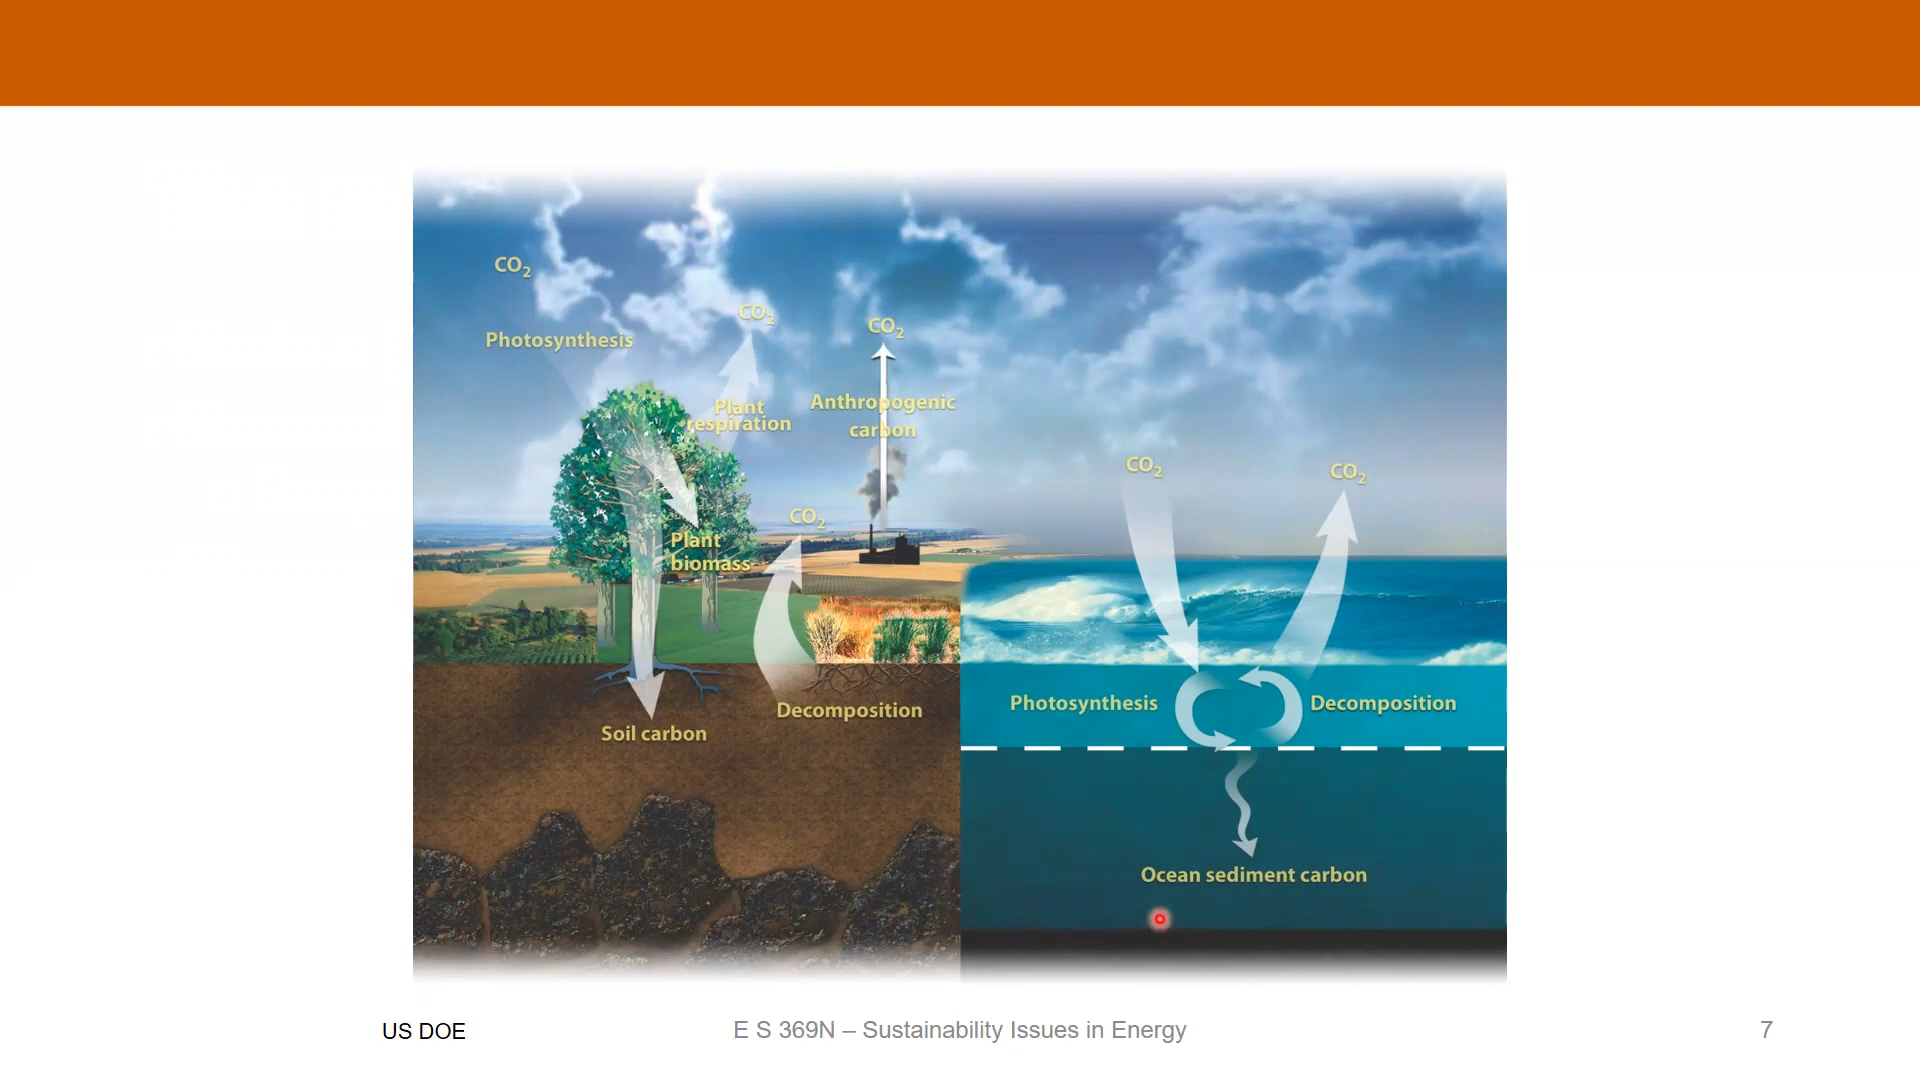 CO2
CO2
CO2
Photosynthesis
Plant
respiration
Anthropogenic
carbon
CO2
CO2
CO2
Plant
biomass
Photosynthesis
Decomposition
Decomposition
Soil carbon
Ocean sediment carbon
US DOE
E S 369N – Sustainability Issues in Energy
7